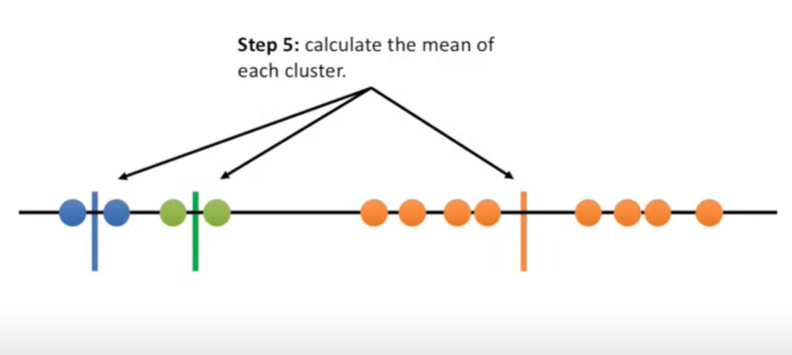 Step 5: calculate the mean of
each cluster.